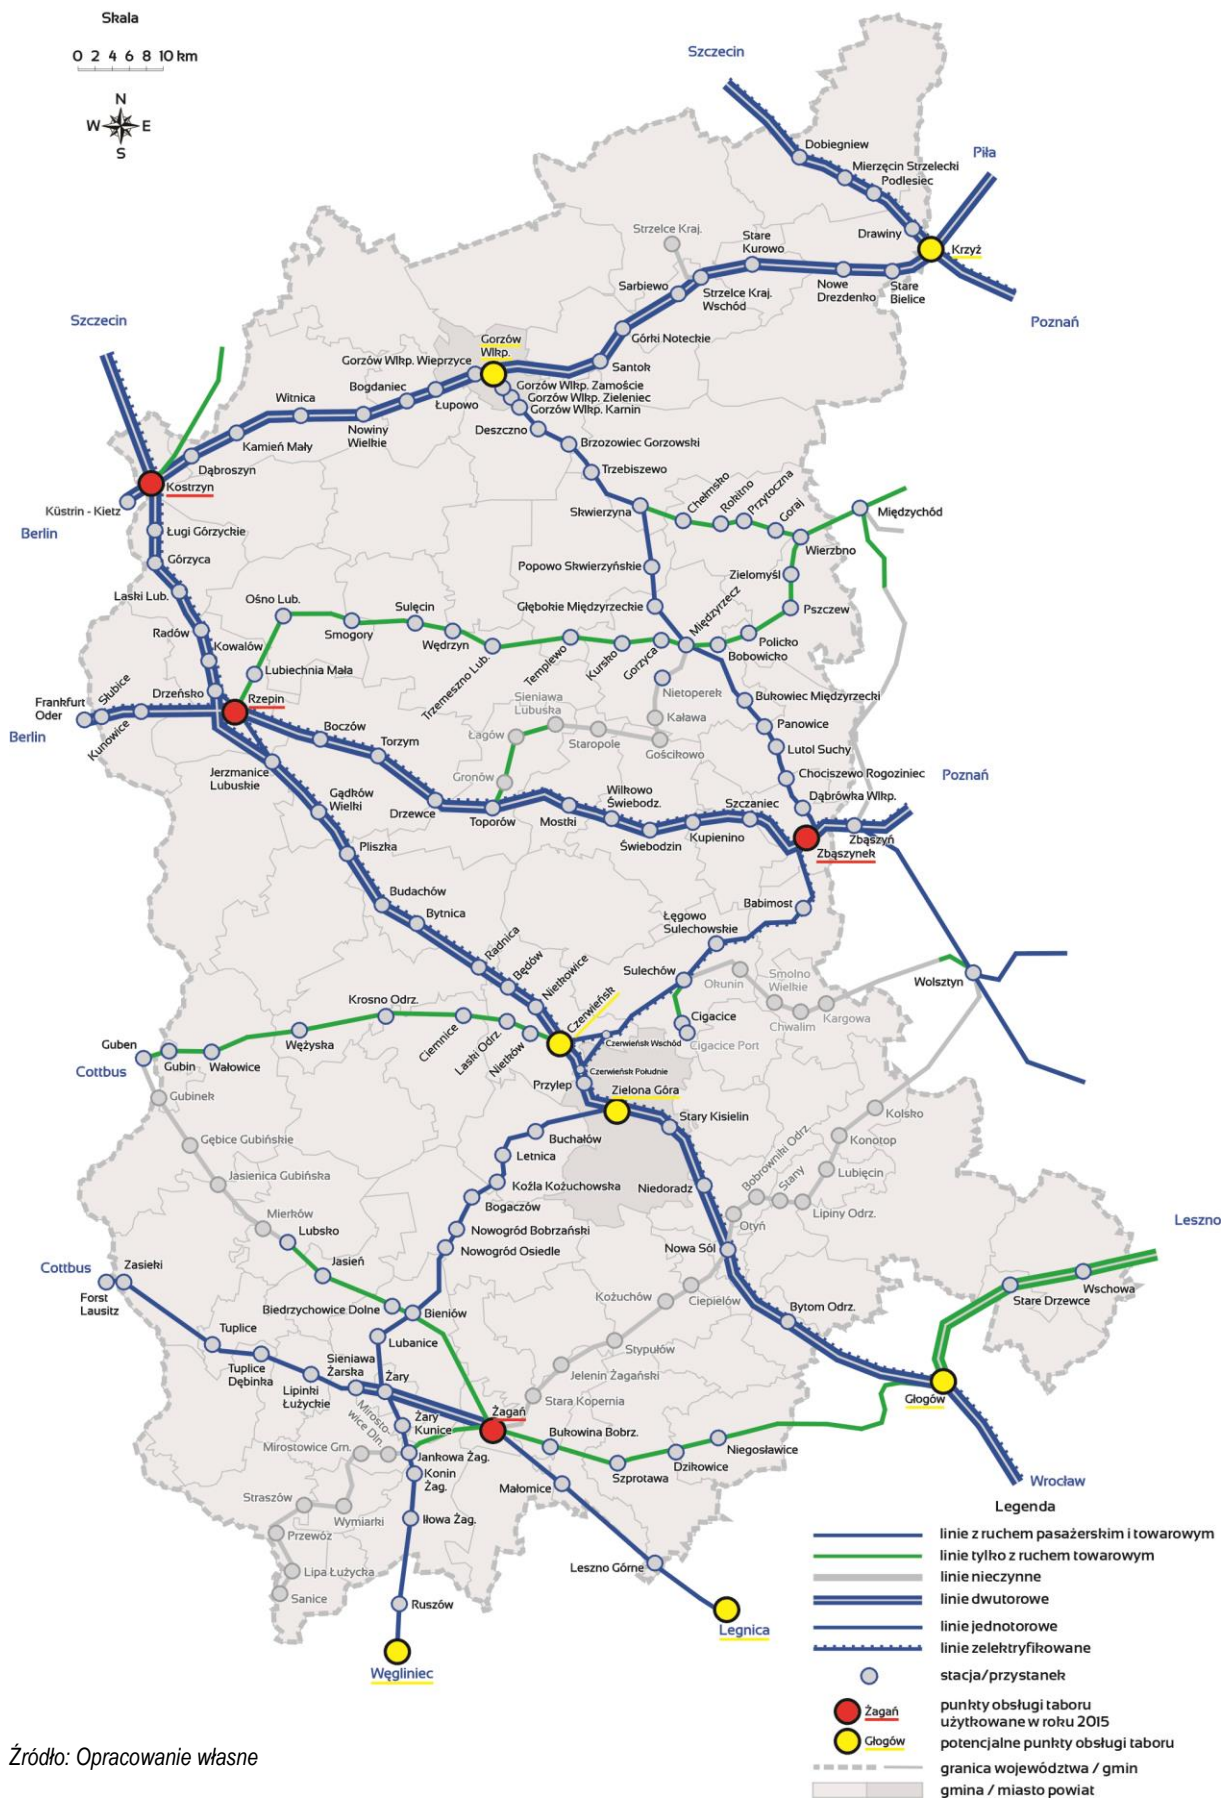 Skala
0 2 4 6 8 10 km
N
W E
S
Szczecin
Dobiegniew
Mierzęcin Strzelecki
Podlesiec
Piła
Drawiny
Krzyż
Strzelce Kraj.
Stare
Kurowo
Sarbiewo
Strzelce Kraj.
Wschód
Nowe
Drezdenko
Stare
Bielice
Poznań
Szczecin
Górki Noteckie
Gorzów
Wlkp.
Gorzów Wlkp. Wieprzyce
Santok
Bogdaniec
Gorzów Wlkp. Zamoście
Gorzów Wlkp. Zieleniec
Gorzów Wlkp. Karnin
Witnica
Łupowo
Nowiny
Wielkie
Deszczno
Kamień Mały
Brzozowiec Gorzowski
Dąbroszyn
Trzebiszewo
Kostrzyn
Küstrin - Kietz
Berlin
Skwierzyna
Chełmsko
Rokitno
Przytoczna
Goraj
Międzychód
Ługi Górzyckie
Wierzbno
Górzyca
Popowo Skwierzyńskie
Zielomyśl
Laski Lub.
Ośno Lub.
Sulęcin
Głębokie Międzyrzeckie
Międzyrzecz
Pszczew
Radów
Smogory
Wędrzyn
Policko
Kowalów
Trzemeszno Lub.
Templewo
Kursko
Gorzyca
Bobowicko
Lubiechnia Mała
Drzeńsko
Rzepin
Nietoperek
Bukowiec Międzyrzecki
Frankfurt
Oder
Słubice
Kunowice
Berlin
Sieniawa
Lubuska
Kaława
Panowice
Łagów
Staropole
Gościkowo
Lutol Suchy
Boczów
Torzym
Jerzmanice
Lubuskie
Gronów
Chociszewo Rogoziniec
Poznań
Gądków
Wielki
Drzewce
Toporów
Mostki
Wilkowo
Świebodz.
Szczaniec
Dąbrówka Wlkp.
Świebodzin
Kupienino
Zbąszyń
Zbąszynek
Pliszka
Budachów
Bytnica
Babimost
Łęgowo
Sulechowskie
Radnica
Będów
Nietkowice
Sulechów
Okunin
Smolno
Wielkie
Wolsztyn
Krosno Odrz.
Czerwieńsk
Chwalim
Kargowa
Cigacice
Cigacice Port
Guben
Gubin
Wałowice
Wężyska
Ciemnice
Laski Odrz.
Nietków
Czerwieńsk Wschód
Czerwieńsk Południe
Cottbus
Przylep
Zielona Góra
Gubinek
Stary Kisielin
Kolsko
Buchałów
Konotop
Gębice Gubińskie
Letnica
Bobrowniki Odrz.
Stany
Lubięcin
Jasienica Gubińska
Koźla Kożuchowska
Niedoradz
Bogaczów
Otyń
Lipiny Odrz.
Mierków
Lubsko
Nowogród Bobrzański
Nowogród Osiedle
Nowa Sól
Leszno
Cottbus
Zasieki
Jasień
Forst
Lausitz
Biedrzychowice Dolne
Bieniów
Kożuchów
Ciepielów
Wschowa
Stare Drzewce
Bytom Odrz.
Tuplice
Lubanice
Stypułów
Tuplice
Dębinka
Sieniawa
Żarska
Lipinki
Łużyckie
Żary
Jelenin Żagański
Stara Kopernia
Głogów
Mirosto-
wice Dln.
Żary
Kunice
Żagań
Bukowina Bobrz.
Niegosławice
Mirostowice Grn.
Jankowa Żag.
Szprotawa
Dzikowice
Konin
Żag.
Małomice
Wrocław
Straszów
Wymiarki
Iłowa Żag.
Przewóz
Leszno Górne
Lipa Łużycka
Sanice
Ruszów
Legnica
Węgliniec
Legenda
linie z ruchem pasażerskim i towarowym
linie tylko z ruchem towarowym
linie nieczynne
linie dwutorowe
linie jednotorowe
linie zelektryfikowane
stacja/przystanek
Żagań
punkty obsługi taboru
użytkowane w roku 2015
Głogów
potencjalne punkty obsługi taboru
granica województwa / gmin
gmina / miasto powiat
Źródło: Opracowanie własne